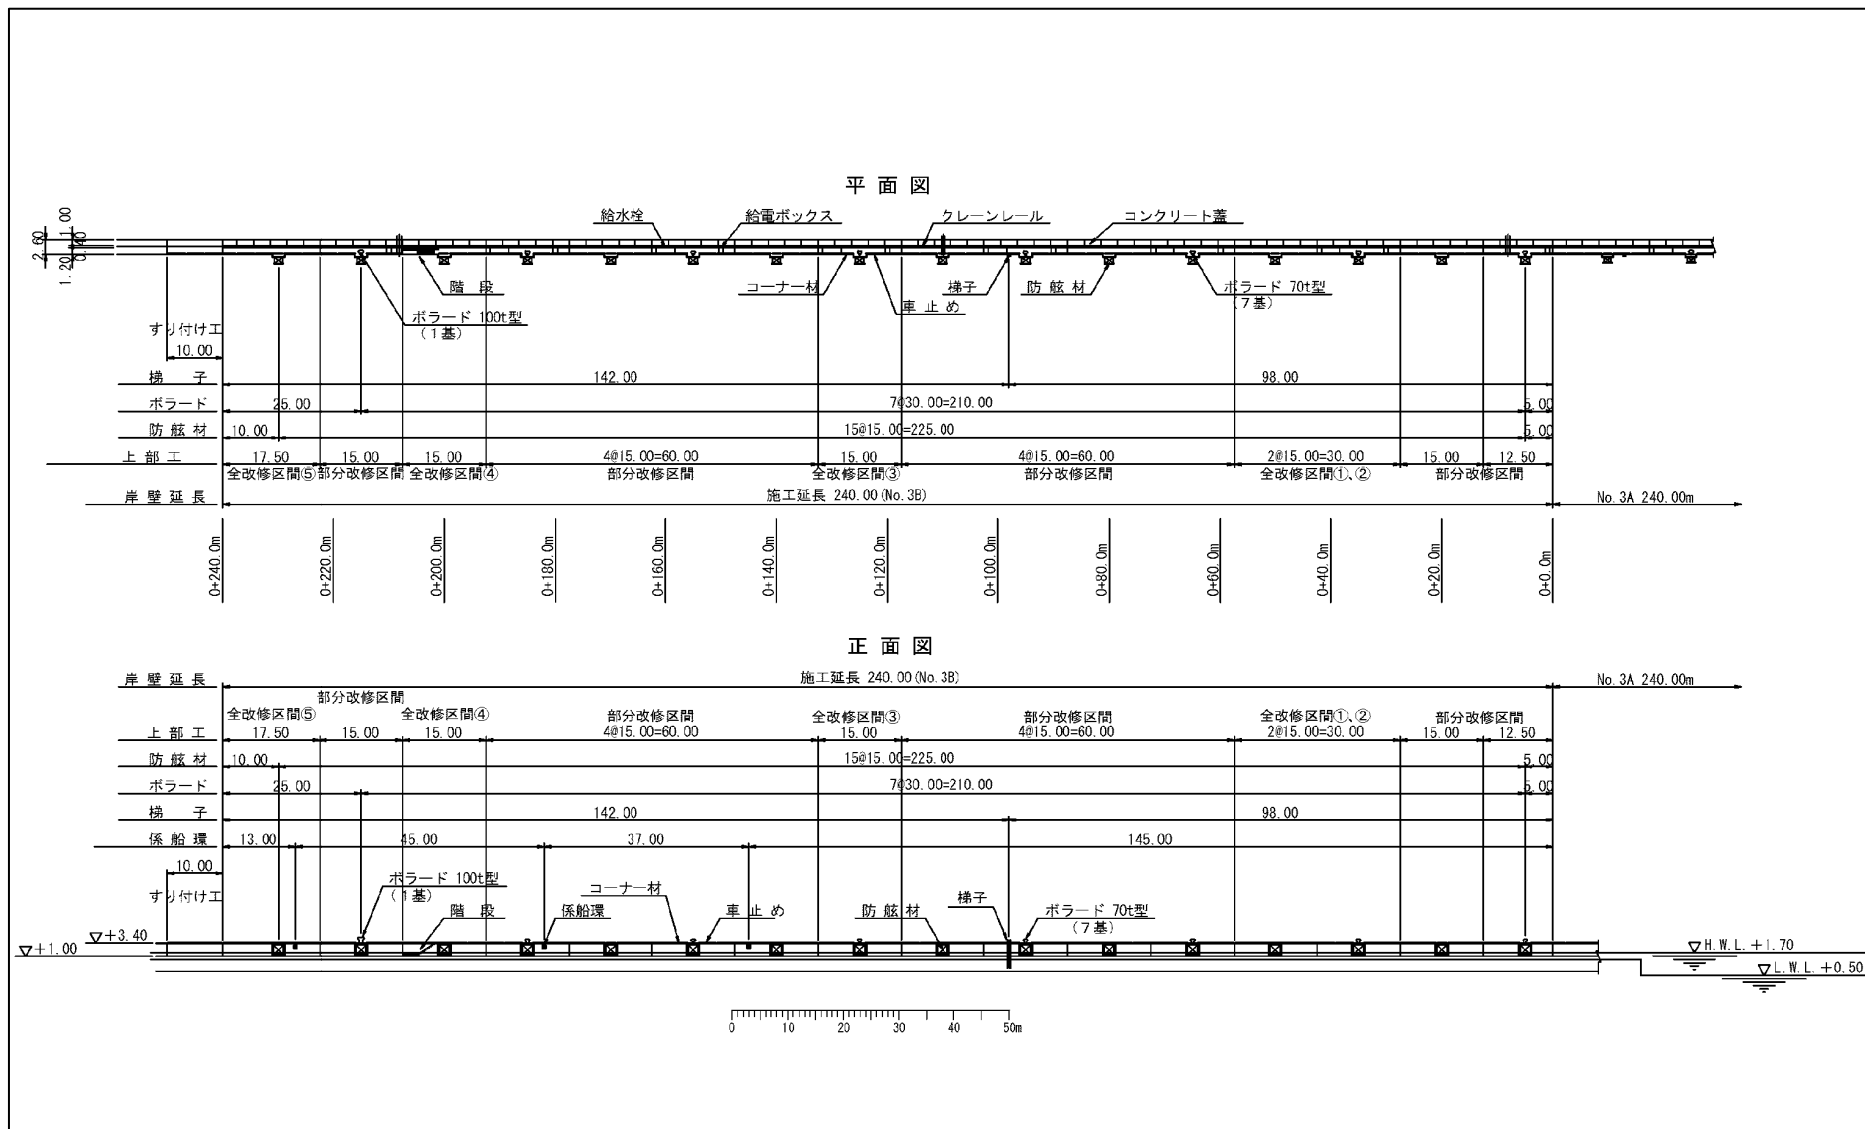 平 面 図
給水栓 給電ボックス クレーンレール コンクリート蓋
2.60 1.20 0.40 1.00
階 段 コーナー材 梯子 防 舷 材 ボラード 70t型
(7基)
車 止 め
ボラード 100t型
(1基)
すり付け工
10.00
梯 子 142.00 98.00
ボラード 25.00 7@30.00=210.00 5.00
防 舷 材 10.00 15@15.00=225.00 5.00
上 部 工 17.50 15.00 15.00 4@15.00=60.00 15.00 4@15.00=60.00 2@15.00=30.00 15.00 12.50
全改修区間⑤ 部分改修区間 全改修区間④ 部分改修区間 全改修区間③ 部分改修区間 全改修区間①、② 部分改修区間
岸 壁 延 長 施工延長 240.00(No.3B) No.3A 240.00m
0+240.0m 0+220.0m 0+200.0m 0+180.0m 0+160.0m 0+140.0m 0+120.0m 0+100.0m 0+80.0m 0+60.0m 0+40.0m 0+20.0m 0+0.0m
正 面 図
岸 壁 延 長 施工延長 240.00(No.3B) No.3A 240.00m
部分改修区間
全改修区間⑤ 全改修区間④ 部分改修区間 全改修区間③ 部分改修区間 全改修区間①、② 部分改修区間
上 部 工 17.50 15.00 15.00 4@15.00=60.00 15.00 4@15.00=60.00 2@15.00=30.00 15.00 12.50
防 舷 材 10.00 15@15.00=225.00 5.00
ボラード 25.00 7@30.00=210.00 5.00
梯 子 142.00 98.00
係 船 環 13.00 45.00 37.00 145.00
10.00
すり付け工
ボラード 100t型
(1基)
コーナー材 梯子
階 段 係船環 車 止 め 防 舷 材 ボラード 70t型
(7基)
▽+3.40
▽+1.00
▽H.W.L.+1.70
▽L.W.L.+0.50
0 10 20 30 40 50m